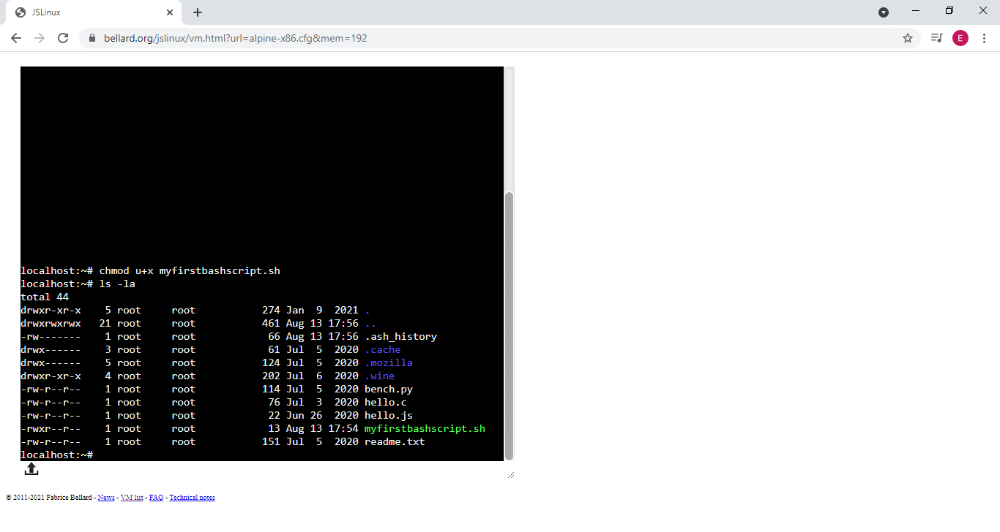 JSLinux
bellard.org/jslinux/vm.html?url=alpine-x86.cfg&mem=192
E
localhost:~# chmod u+x myfirstbashscript.sh
localhost:~# ls -la
total 44
drwxr-xr-x    5 root     root           274 Jan  9  2021 .
drwxrwxrwx   21 root     root           461 Aug 13 17:56 ..
-rw-------    1 root     root            66 Aug 13 17:56 .ash_history
drwx------    3 root     root            61 Jul  5  2020 .cache
drwx------    5 root     root           124 Jul  5  2020 .mozilla
drwxr-xr-x    4 root     root           202 Jul  6  2020 .wine
-rw-r--r--    1 root     root           114 Jul  5  2020 bench.py
-rw-r--r--    1 root     root            76 Jul  3  2020 hello.c
-rw-r--r--    1 root     root            22 Jun 26  2020 hello.js
-rwxr--r--    1 root     root            13 Aug 13 17:54 myfirstbashscript.sh
-rw-r--r--    1 root     root           151 Jul  5  2020 readme.txt
localhost:~#
© 2011-2021 Fabrice Bellard - News - VM list - FAQ - Technical notes